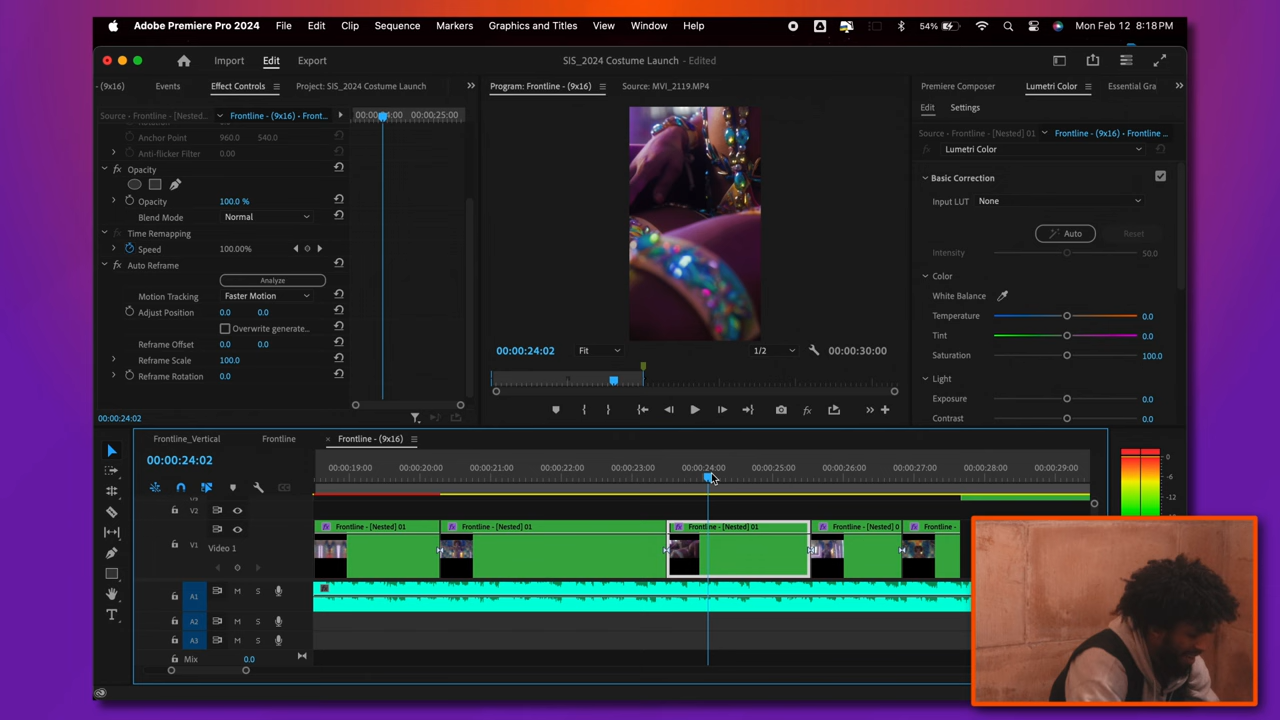 Adobe Premiere Pro 2024 File Edit Clip Sequence Markers Graphics and Titles View Window Help 54% Mon Feb 12 8:18 PM
Import Edit Export SIS_2024 Costume Launch - Edited
- (9x16) Events Effect Controls Project: SIS_2024 Costume Launch
Program: Frontline - (9x16) Source: MVI_2119.MP4
Premiere Composer Lumetri Color Essential Gra
Edit Settings
Source - Frontline - [Nested... Frontline - (9x16) - Front... 00:00:25:00
Source - Frontline - [Nested] 01 Frontline - (9x16) - Frontline ...
Anchor Point 960.0 540.0
Anti-flicker Filter 0.00
Opacity
Opacity 100.0 %
Blend Mode Normal
Time Remapping
Speed 100.00%
Auto Reframe
Analyze
Motion Tracking Faster Motion
Adjust Position 0.0 0.0
Overwrite generate...
Reframe Offset 0.0 0.0
Reframe Scale 100.0
Reframe Rotation 0.0
00:00:24:02
00:00:24:02 Fit 1/2 00:00:30:00
Lumetri Color
Basic Correction
Input LUT None
Auto Reset
Intensity 50.0
Color
White Balance
Temperature 0.0
Tint 0.0
Saturation 100.0
Light
Exposure 0.0
Contrast 0.0
Frontline_Vertical Frontline Frontline - (9x16)
00:00:24:02
00:00:19:00 00:00:20:00 00:00:21:00 00:00:22:00 00:00:23:00 00:00:24:00 00:00:25:00 00:00:26:00 00:00:27:00 00:00:28:00 00:00:29:00
V2
Frontline - [Nested] 01 Frontline - [Nested] 01 Frontline - [Nested] 01 Frontline - [Nested] 0 Frontline -
V1 Video 1
A1 M S
A2 M S
A3 M S
Mix 0.0
0
-6
-12